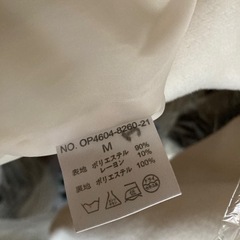 NO. OP4604-8260-21
M
表地 ポリエステル 90%
レーヨン 10%
裏地 ポリエステル 100%